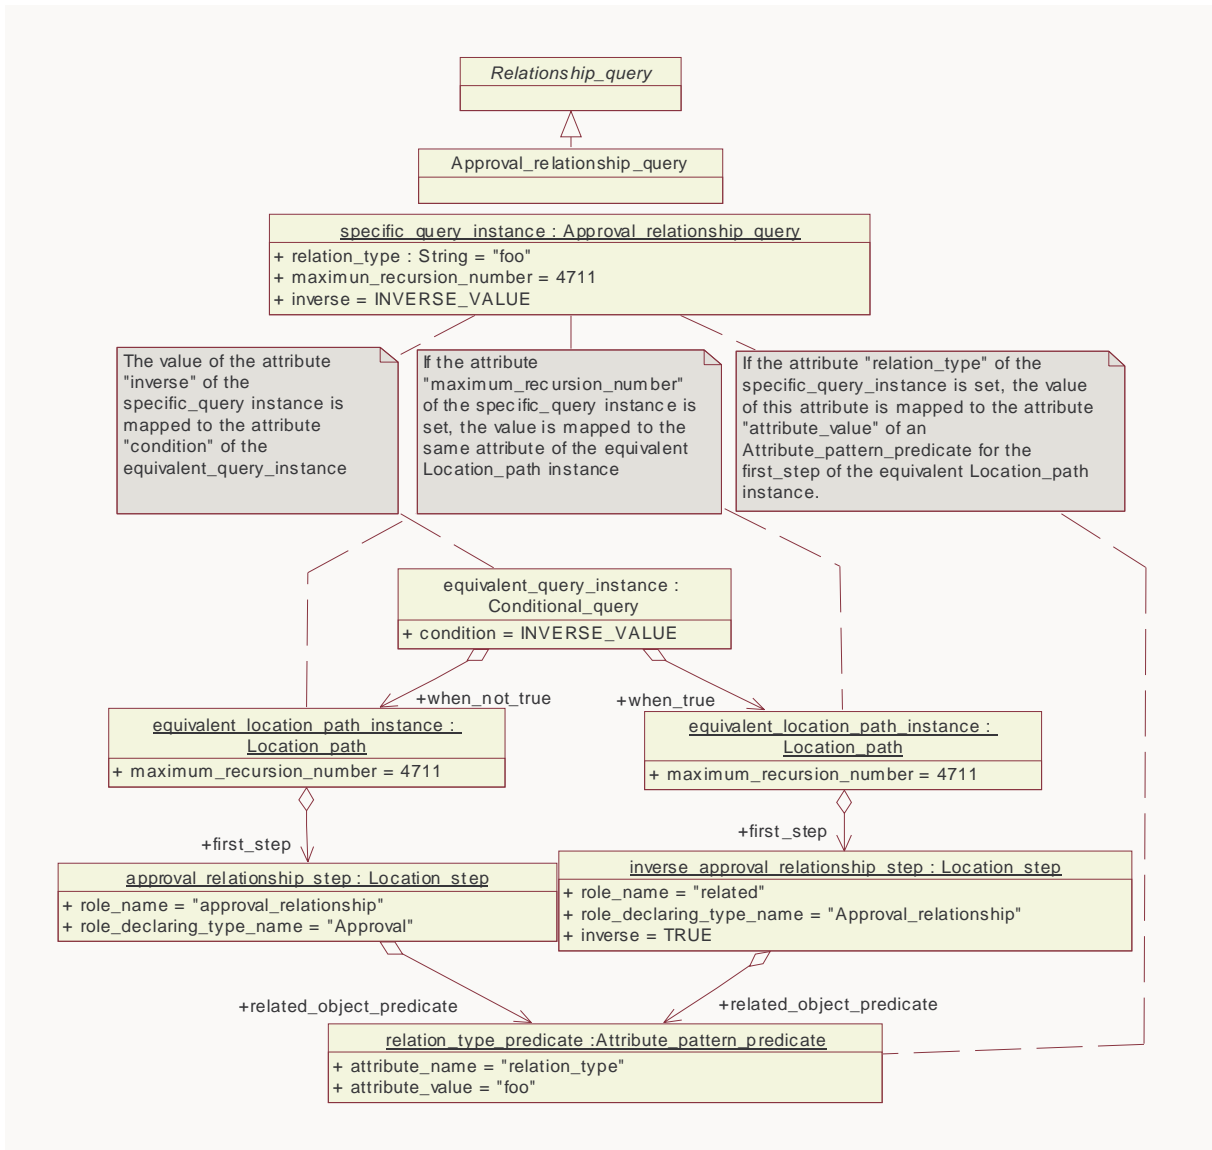 Relationship_query
Approval_relationship_query
specific_query_instance : Approval_relationship_query
+ relation_type : String = "foo"
+ maximun_recursion_number = 4711
+ inverse = INVERSE_VALUE
The value of the attribute
"inverse" of the
specific_query instance is
mapped to the attribute
"condition" of the
equivalent_query_instance
If the attribute
"maximum_recursion_number"
of the specific_query instance is
set, the value is mapped to the
same attribute of the equivalent
Location_path instance
If the attribute "relation_type" of the
specific_query_instance is set, the value
of this attribute is mapped to the attribute
"attribute_value" of an
Attribute_pattern_predicate for the
first_step of the equivalent Location_path
instance.
equivalent_query_instance :
Conditional_query
+ condition = INVERSE_VALUE
+when_not_true
+when_true
equivalent_location_path_instance :
Location_path
+ maximum_recursion_number = 4711
equivalent_location_path_instance :
Location_path
+ maximum_recursion_number = 4711
+first_step
+first_step
approval_relationship_step : Location_step
+ role_name = "approval_relationship"
+ role_declaring_type_name = "Approval"
inverse_approval_relationship_step : Location_step
+ role_name = "related"
+ role_declaring_type_name = "Approval_relationship"
+ inverse = TRUE
+related_object_predicate
+related_object_predicate
relation_type_predicate :Attribute_pattern_predicate
+ attribute_name = "relation_type"
+ attribute_value = "foo"